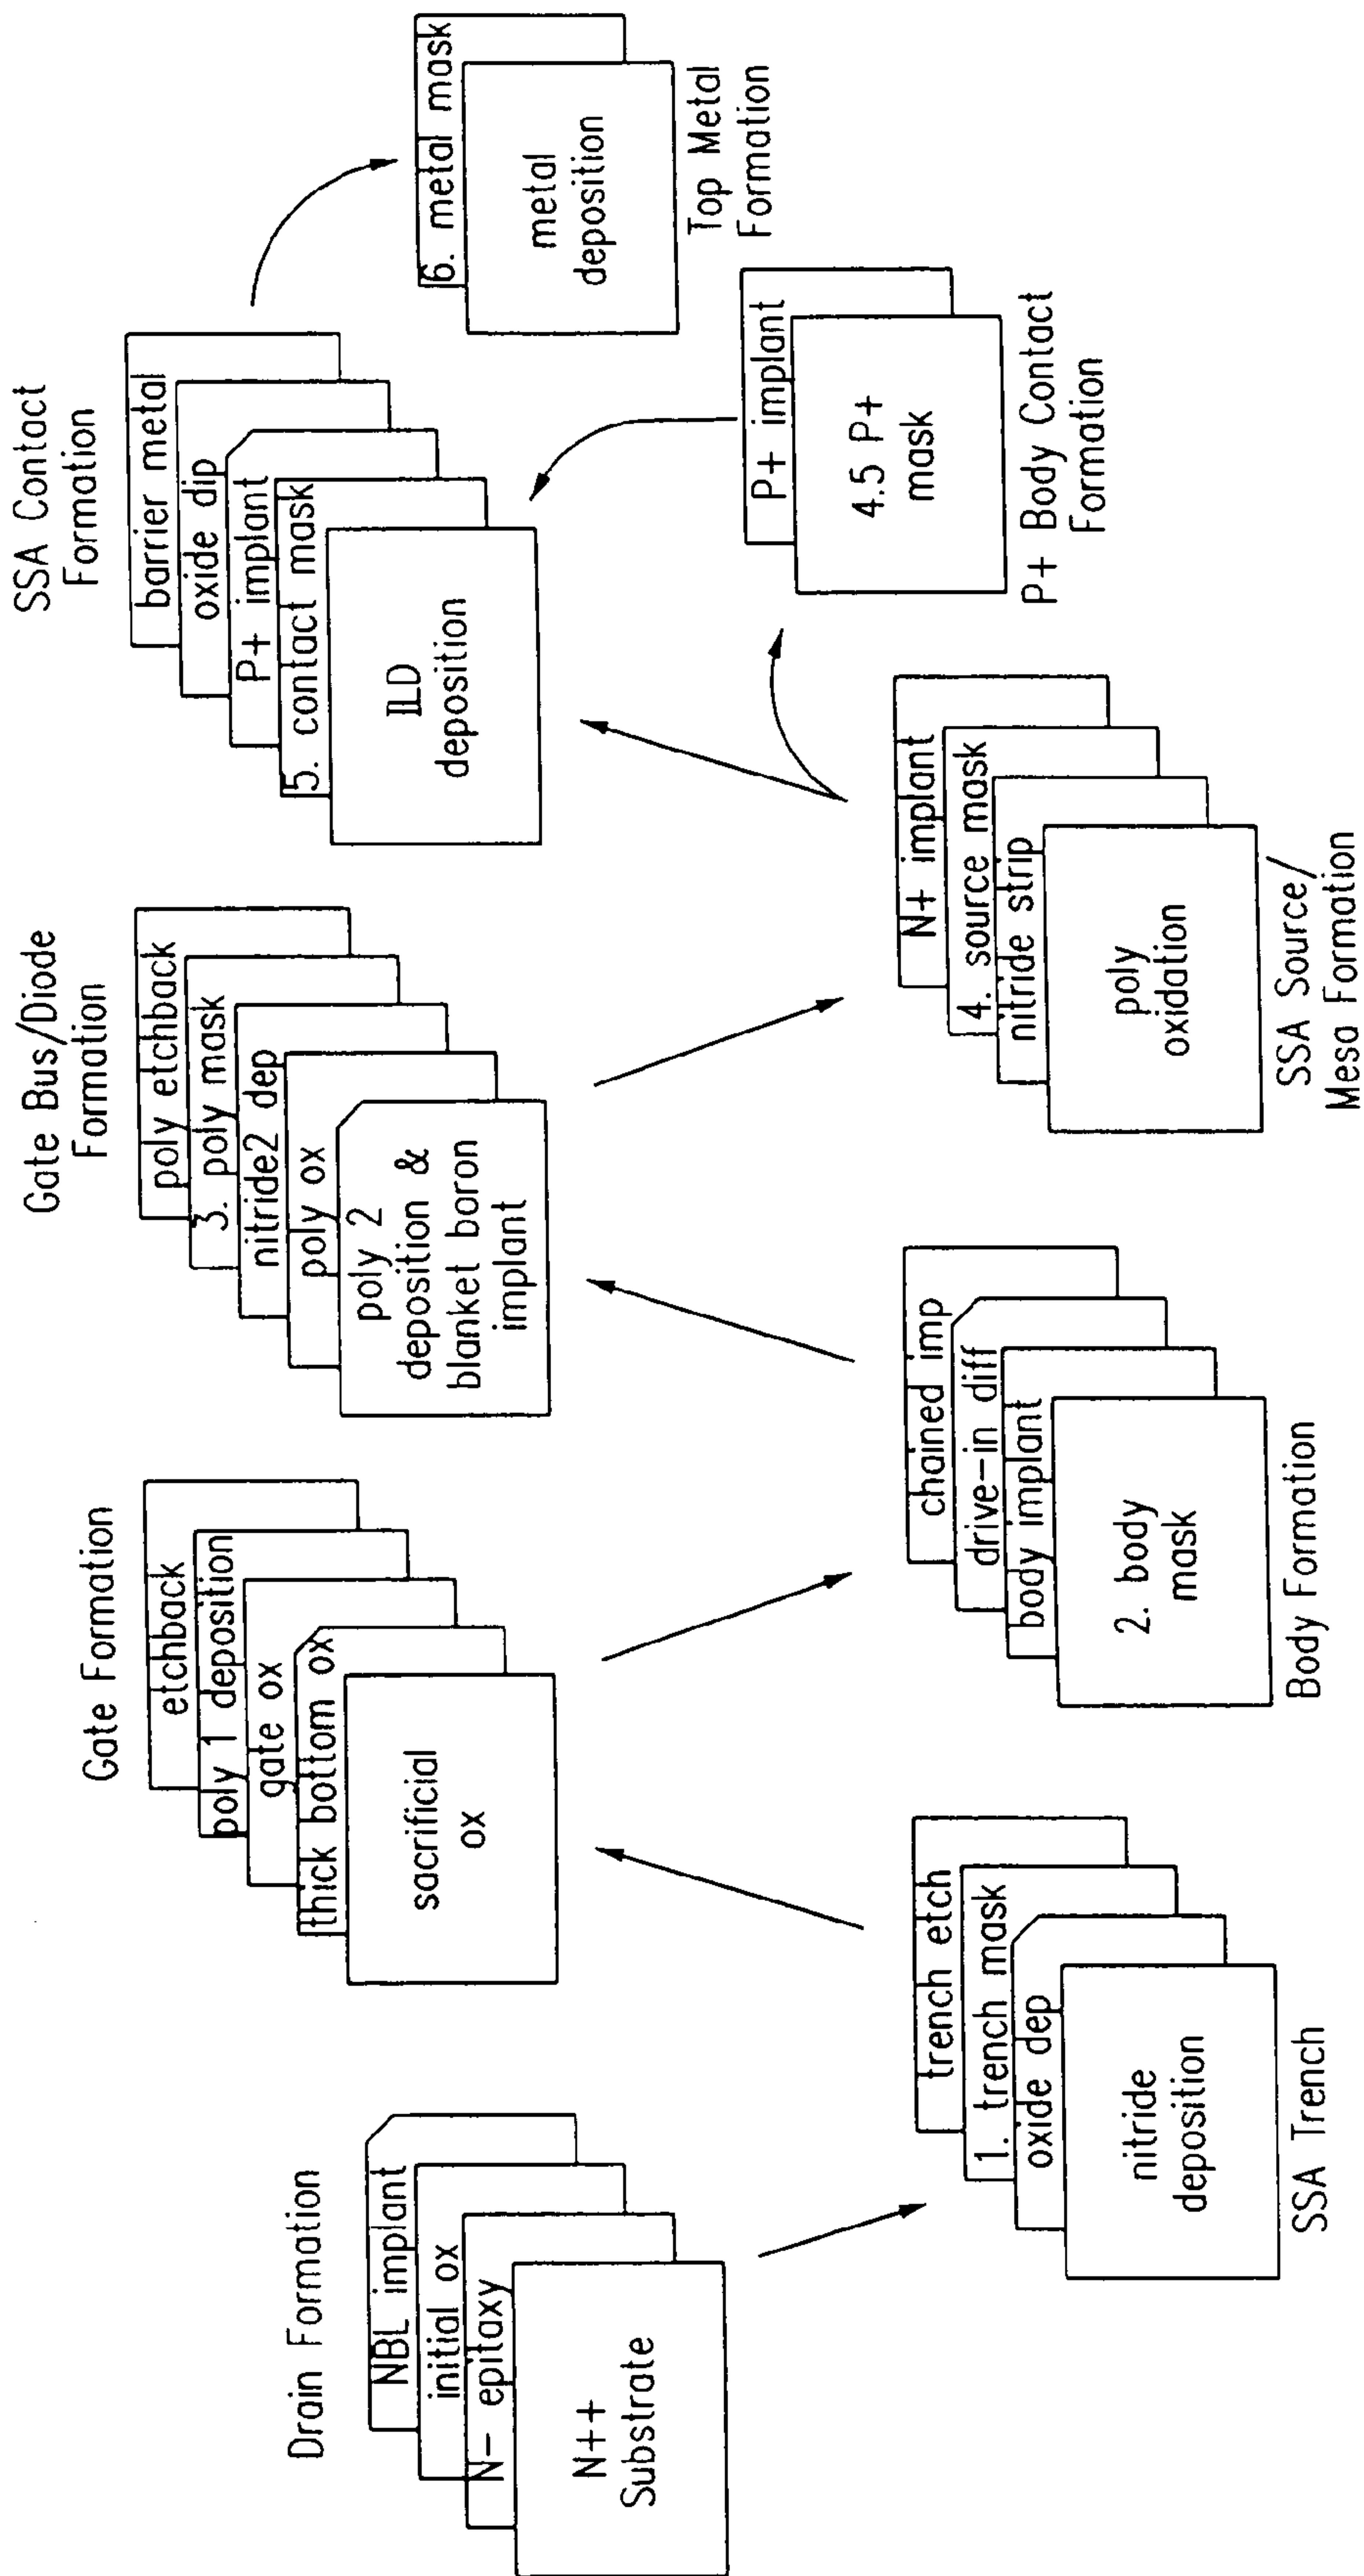 Drain Formation
NBL implant
initial ox
N- epitaxy
N++
Substrate
SSA Trench
trench etch
1. trench mask
oxide dep
nitride
deposition
Gate Formation
etchback
poly 1 deposition
gate ox
thick bottom ox
sacrificial
ox
Body Formation
chained imp
drive-in diff
body implant
2. body
mask
Gate Bus/Diode
Formation
poly etchback
3. poly mask
nitride2 dep
poly ox
poly 2
deposition &
blanket boron
implant
SSA Source/
Mesa Formation
N+ implant
4. source mask
nitride strip
poly
oxidation
SSA Contact
Formation
barrier metal
oxide dip
P+ implant
5. contact mask
ILD
deposition
P+ Body Contact
Formation
P+ implant
4.5 P+
mask
Top Metal
Formation
6. metal mask
metal
deposition